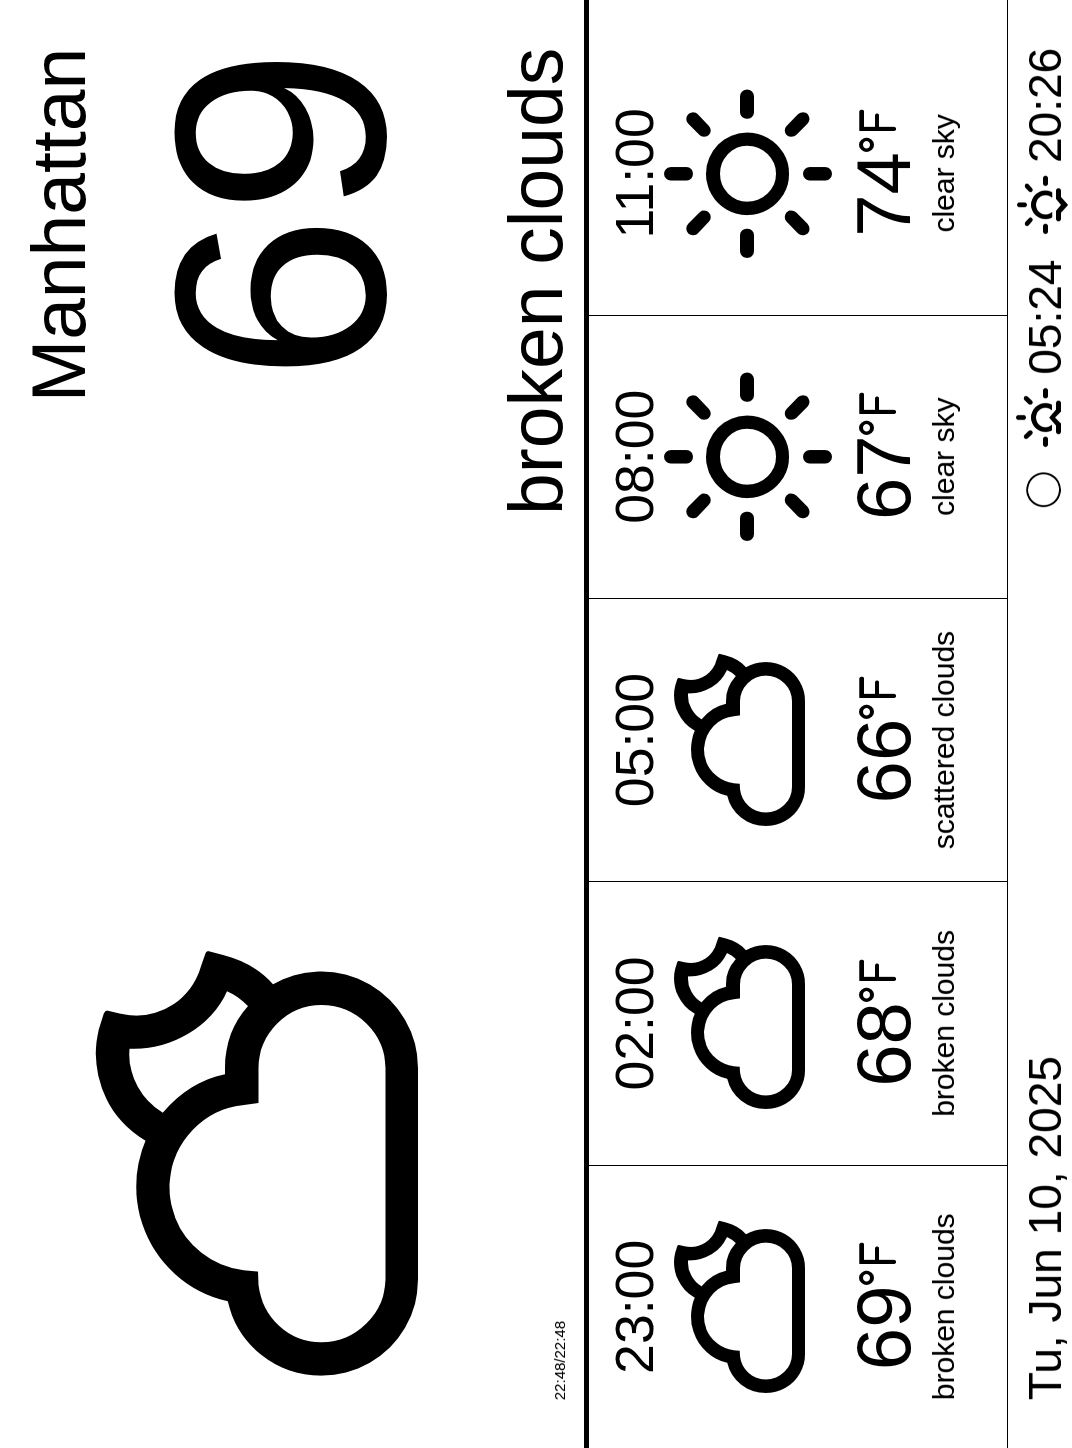 Manhattan
69
broken clouds
22:48/22:48
23:00 02:00 05:00 08:00 11:00
69°F 68°F 66°F 67°F 74°F
broken clouds broken clouds scattered clouds clear sky clear sky
Tu, Jun 10, 2025 05:24 20:26